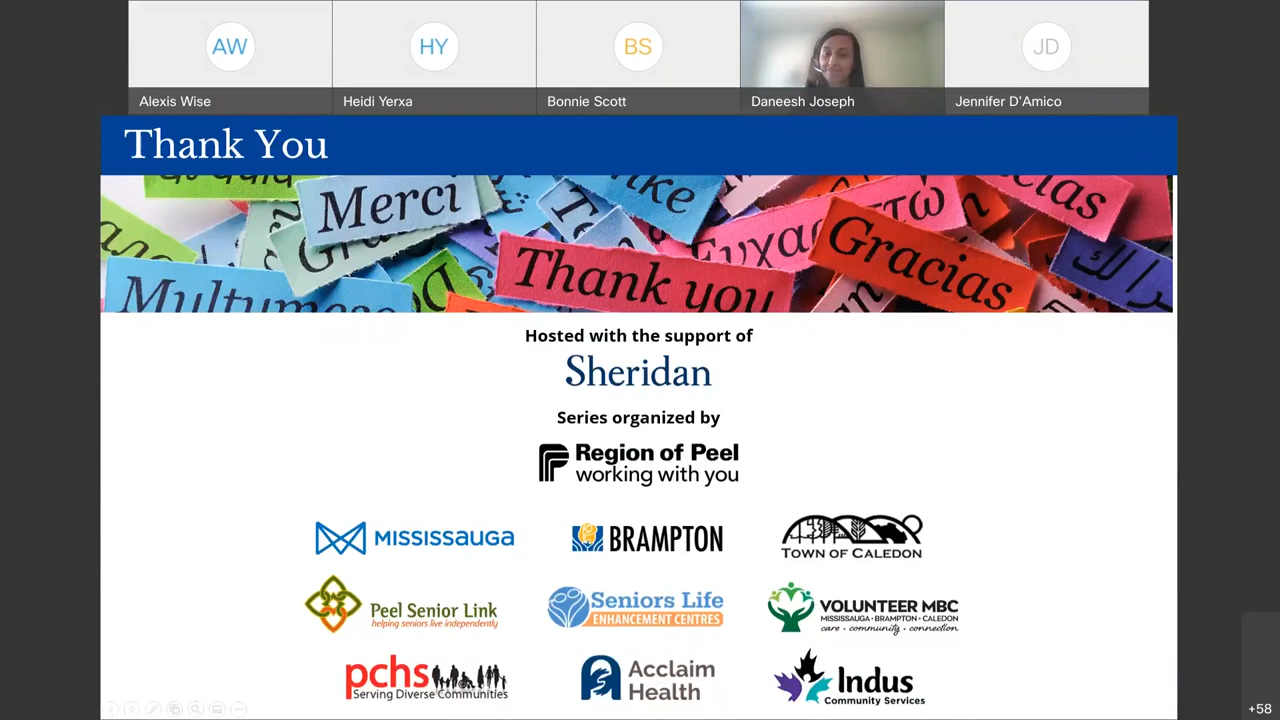 AW
HY
BS
JD
Alexis Wise
Heidi Yerxa
Bonnie Scott
Daneesh Joseph
Jennifer D'Amico
Thank You
Merci
Thank you
Gracias
Hosted with the support of
Sheridan
Series organized by
Region of Peel
working with you
MISSISSAUGA
BRAMPTON
TOWN OF CALEDON
Peel Senior Link
helping seniors live independently
Seniors Life
ENHANCEMENT CENTRES
VOLUNTEER MBC
MISSISSAUGA • BRAMPTON • CALEDON
care • community • connection
pchs
Serving Diverse Communities
Acclaim
Health
Indus
Community Services
+58